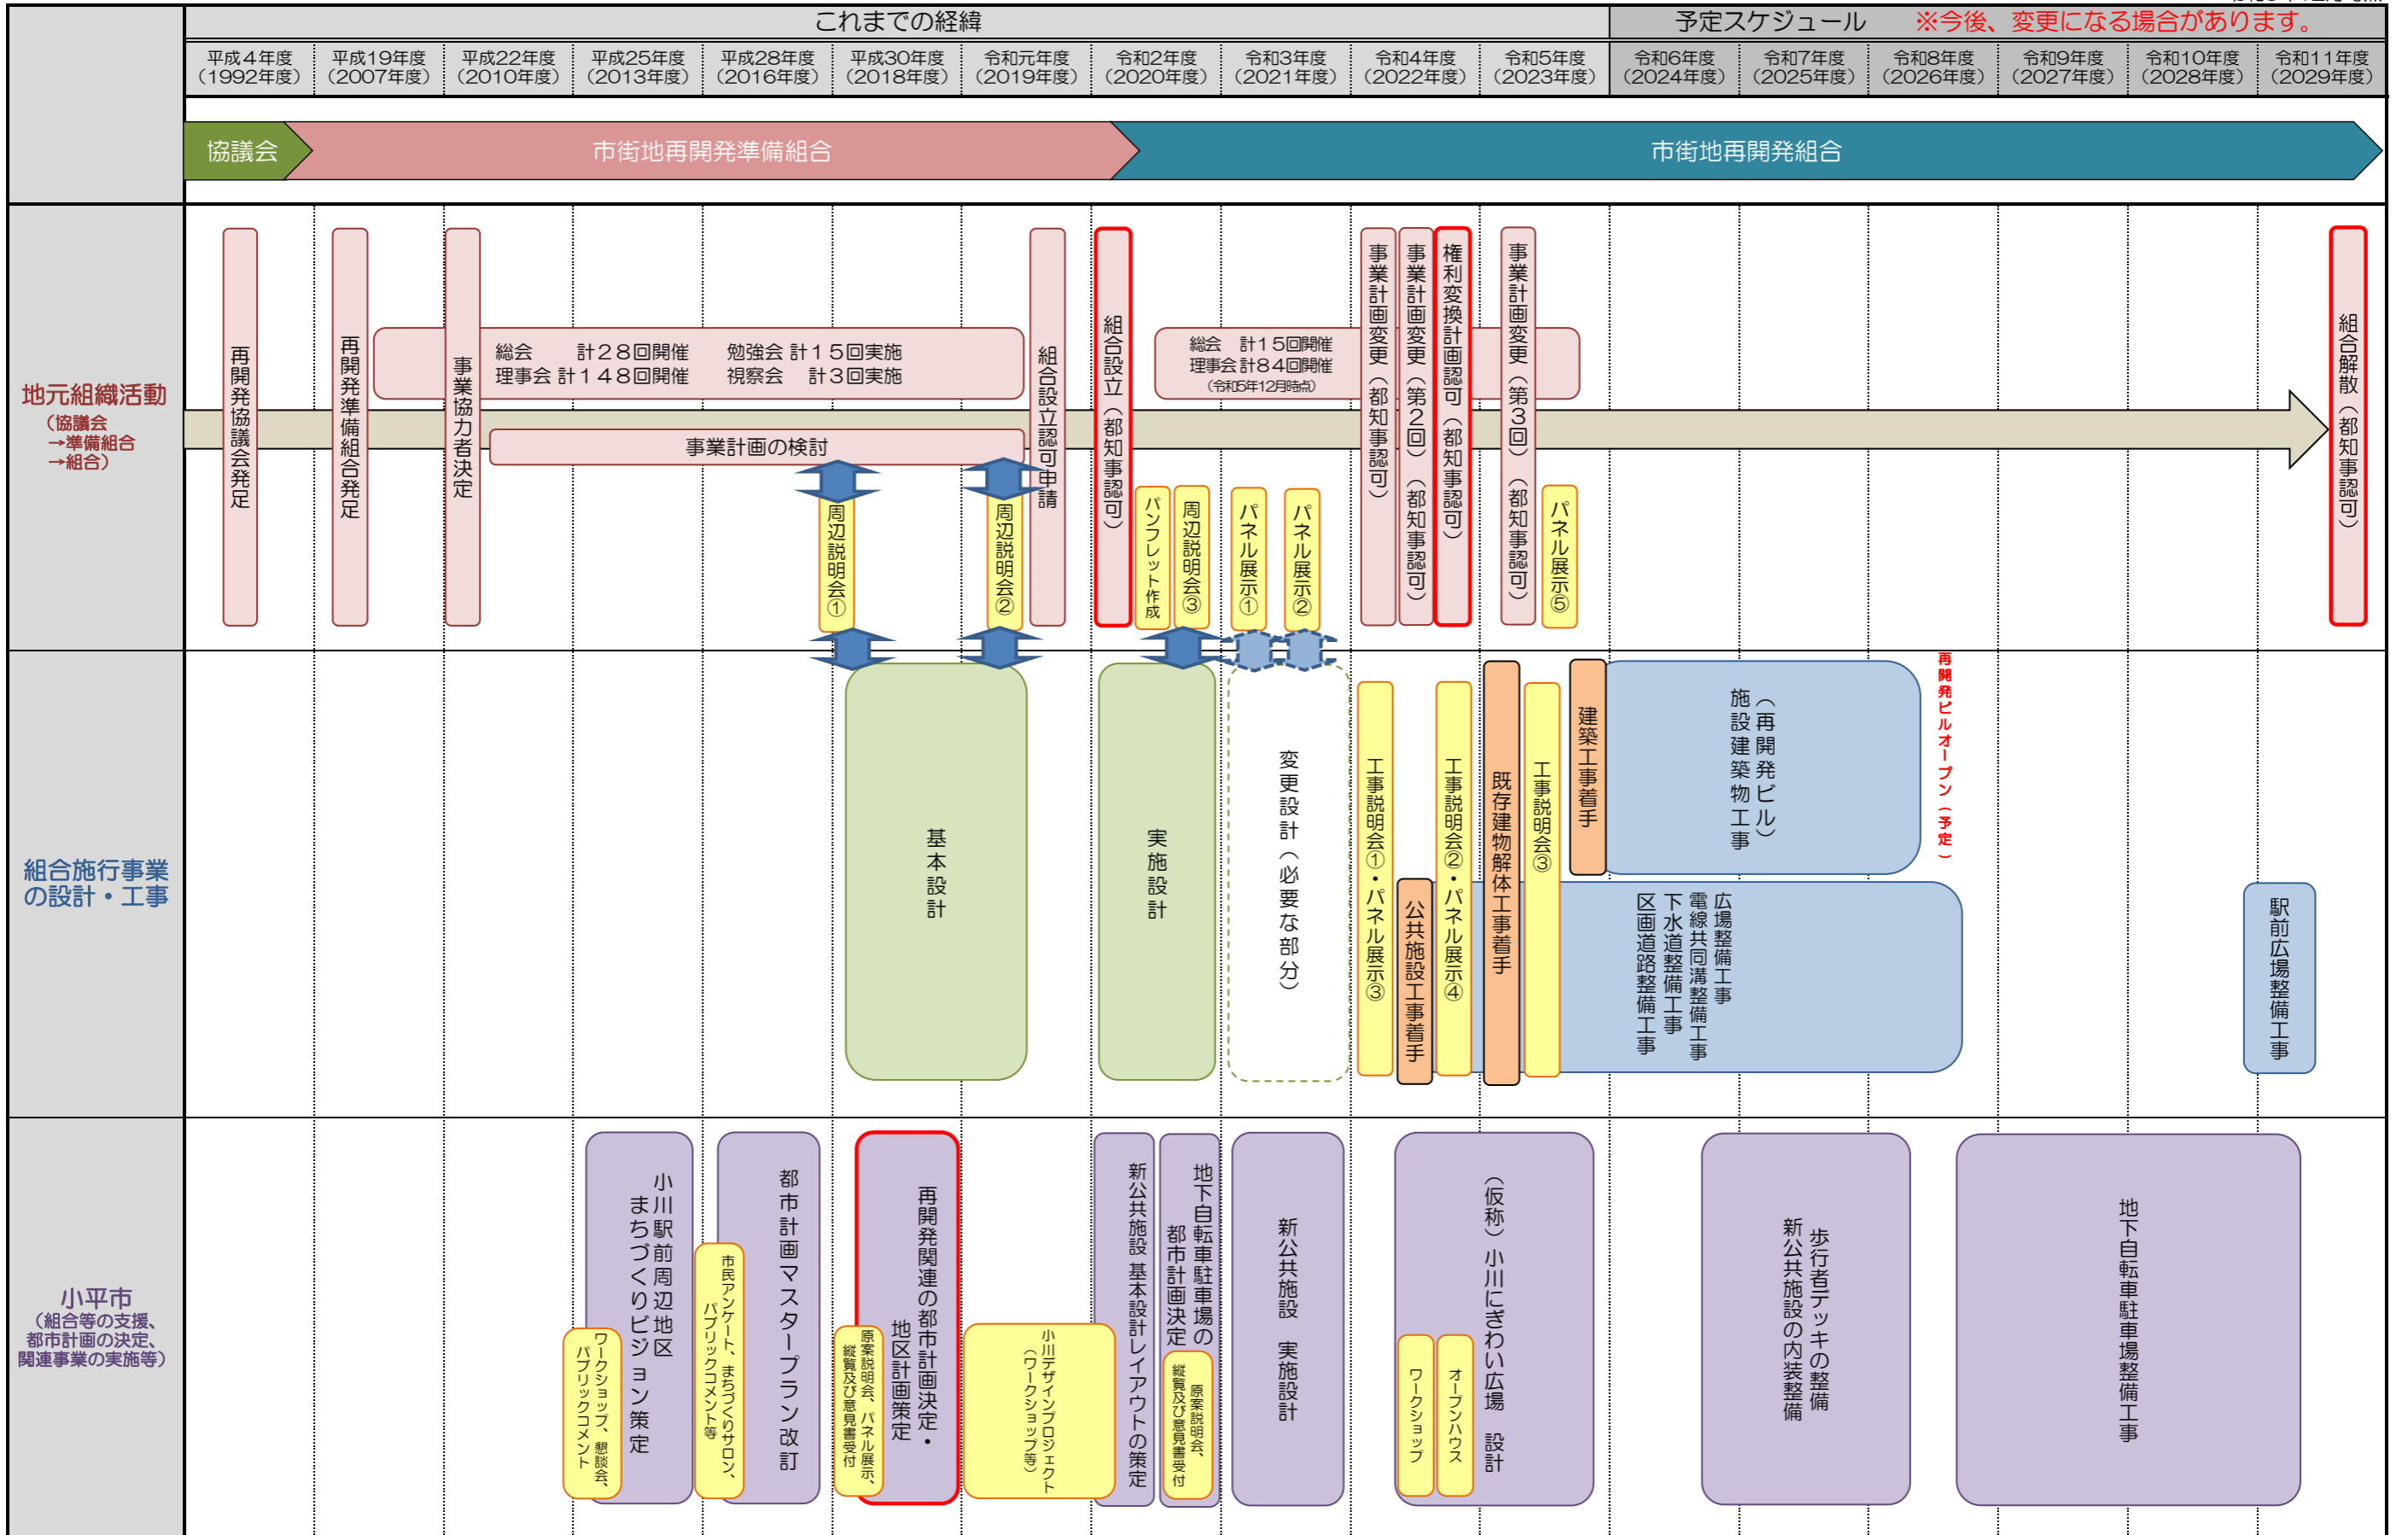 これまでの経緯
予定スケジュール ※今後、変更になる場合があります。
平成4年度
(1992年度)
平成19年度
(2007年度)
平成22年度
(2010年度)
平成25年度
(2013年度)
平成28年度
(2016年度)
平成30年度
(2018年度)
令和元年度
(2019年度)
令和2年度
(2020年度)
令和3年度
(2021年度)
令和4年度
(2022年度)
令和5年度
(2023年度)
令和6年度
(2024年度)
令和7年度
(2025年度)
令和8年度
(2026年度)
令和9年度
(2027年度)
令和10年度
(2028年度)
令和11年度
(2029年度)
協議会
市街地再開発準備組合
市街地再開発組合
地元組織活動
(協議会
→準備組合
→組合)
再開発協議会発足
再開発準備組合発足
事業協力者決定
総会 計28回開催 勉強会 計15回実施
理事会 計148回開催 視察会 計3回実施
事業計画の検討
周辺説明会①
周辺説明会②
組合設立認可申請
組合設立(都知事認可)
パンフレット作成
周辺説明会③
総会 計15回開催
理事会 計84回開催
(令和5年12月時点)
パネル展示①
パネル展示②
事業計画変更(都知事認可)
事業計画変更(第2回)(都知事認可)
権利変換計画認可(都知事認可)
事業計画変更(第3回)(都知事認可)
パネル展示⑤
組合解散(都知事認可)
組合施行事業
の設計・工事
基本設計
実施設計
変更設計(必要な部分)
工事説明会①・パネル展示③
公共施設工事着手
工事説明会②・パネル展示④
既存建物解体工事着手
工事説明会③
建築工事着手
(再開発ビル)
施設建築物工事
再開発ビルオープン(予定)
広場整備工事
電線共同溝整備工事
下水道整備工事
区画道路整備工事
駅前広場整備工事
小平市
(組合等の支援、
都市計画の決定、
関連事業の実施等)
小川駅前周辺地区
まちづくりビジョン策定
ワークショップ、懇談会、
パブリックコメント
都市計画マスタープラン改訂
市民アンケート、まちづくりサロン、
パブリックコメント等
再開発関連の都市計画決定・
地区計画策定
原案説明会、パネル展示、
縦覧及び意見書受付
小川デザインプロジェクト
(ワークショップ等)
新公共施設 基本設計レイアウトの策定
地下自転車駐車場の
都市計画決定
原案説明会、
縦覧及び意見書受付
新公共施設 実施設計
(仮称)小川にぎわい広場 設計
ワークショップ
オープンハウス
歩行者デッキの整備
新公共施設の内装整備
地下自転車駐車場整備工事